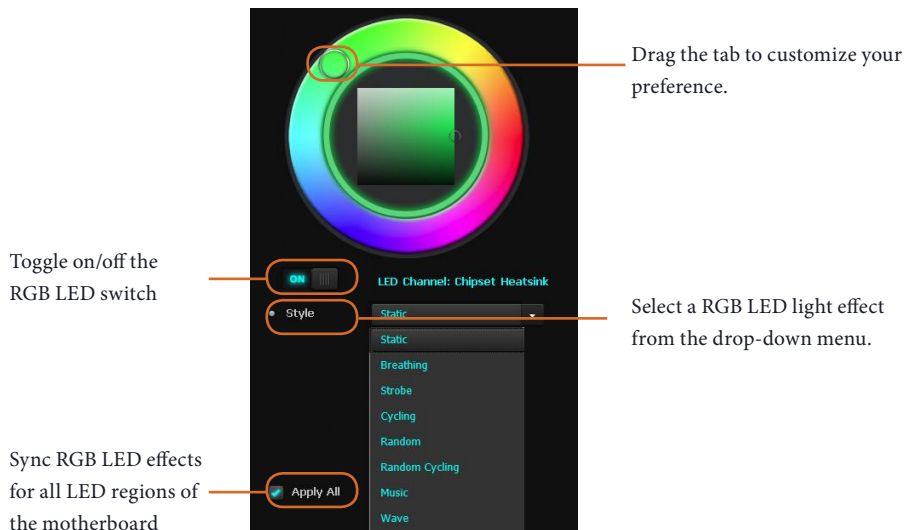 Drag the tab to customize your
preference.
Toggle on/off the
RGB LED switch
ON
LED Channel: Chipset Heatsink
Style
Static
Select a RGB LED light effect
from the drop-down menu.
Static
Breathing
Strobe
Cycling
Random
Random Cycling
Music
Wave
Sync RGB LED effects
for all LED regions of
the motherboard
Apply All